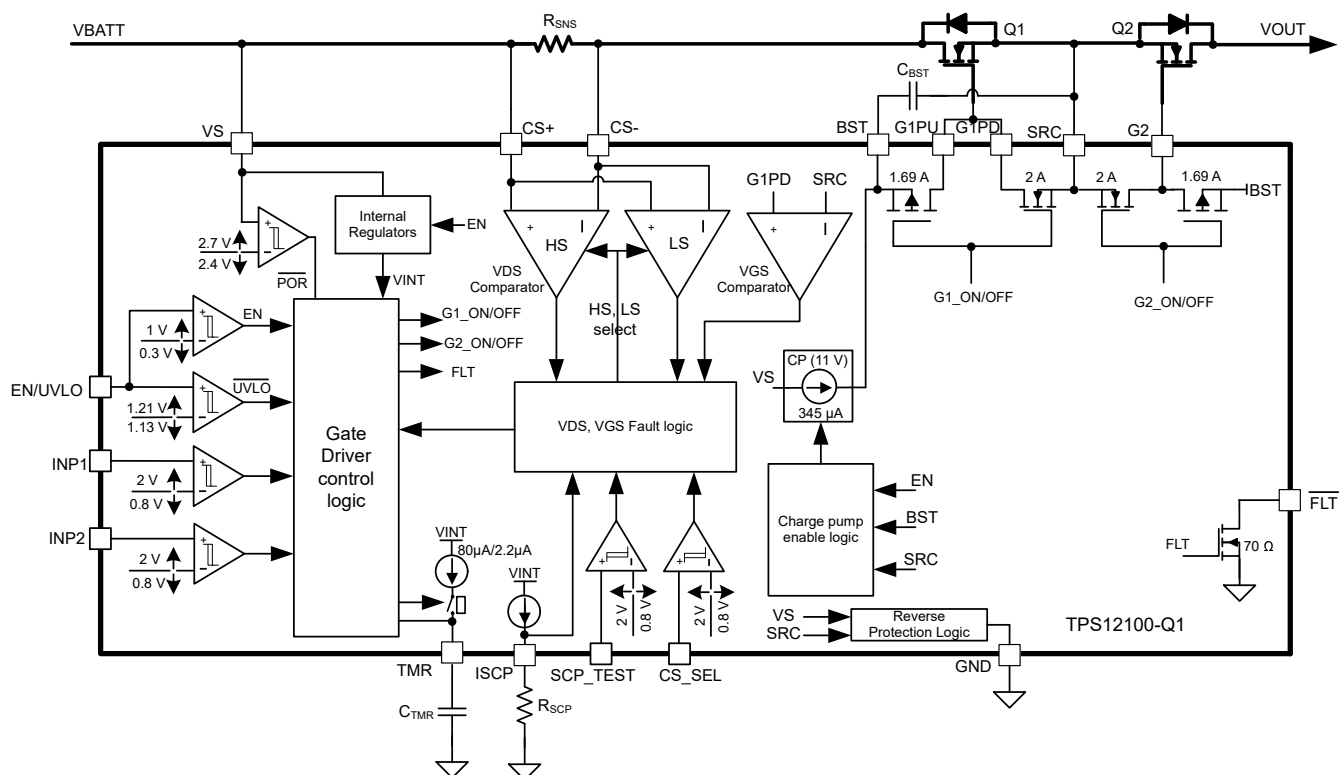 VBATT
RSNS
Q1
Q2
VOUT
CBST
VS
CS+
CS-
BST
G1PU
G1PD
SRC
G2
1.69 A
2 A
2 A
1.69 A
BST
G1PD
SRC
Internal
Regulators
EN
2.7 V
2.4 V
POR
VINT
+
−
HS
+
−
LS
+
−
+
−
VDS
Comparator
VGS
Comparator
HS, LS
select
G1_ON/OFF
G2_ON/OFF
G1_ON/OFF
G2_ON/OFF
FLT
EN
1 V
0.3 V
+
−
EN/UVLO
UVLO
1.21 V
1.13 V
+
−
INP1
2 V
0.8 V
+
−
INP2
2 V
0.8 V
+
−
Gate
Driver
control
logic
VDS, VGS Fault logic
CP (11 V)
VS
345 µA
Charge pump
enable logic
EN
BST
SRC
FLT
FLT
70 Ω
VINT
80µA/2.2µA
VINT
+
−
2 V
0.8 V
+
−
2 V
0.8 V
VS
SRC
Reverse
Protection Logic
TPS12100-Q1
TMR
ISCP
SCP_TEST
CS_SEL
GND
CTMR
RSCP